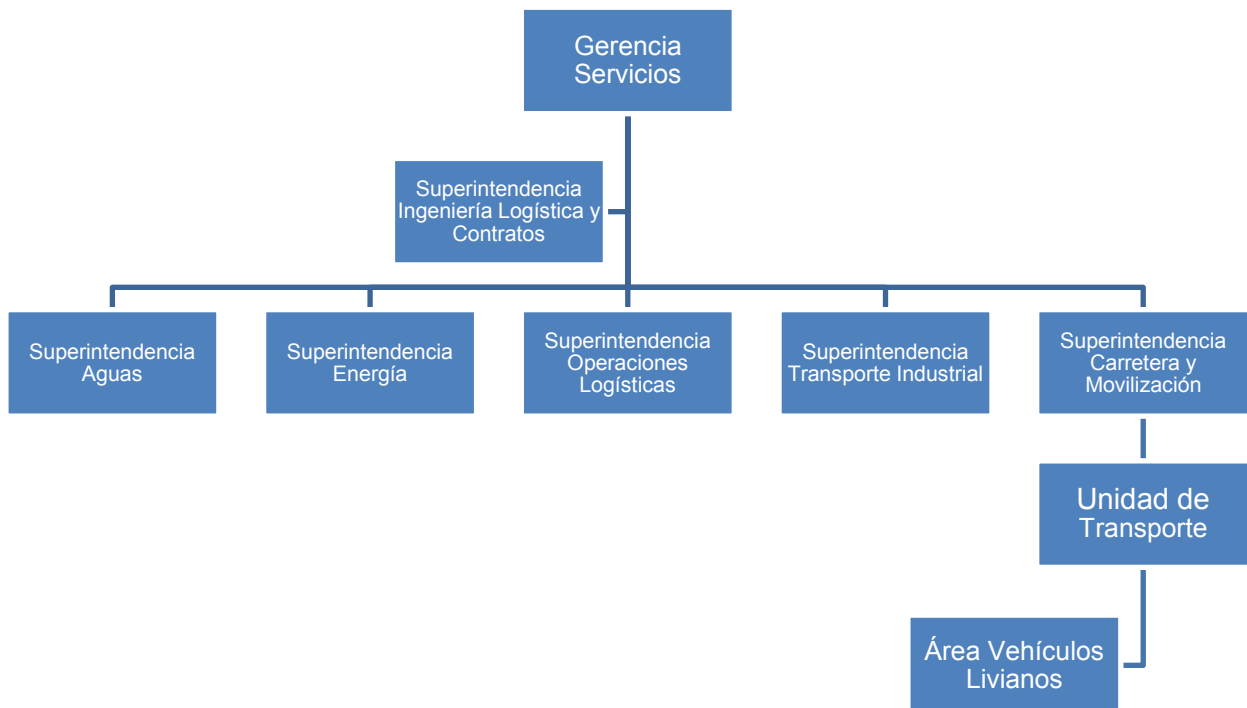 Gerencia
Servicios
Superintendencia
Ingeniería Logística y
Contratos
Superintendencia
Aguas
Superintendencia
Energía
Superintendencia
Operaciones
Logísticas
Superintendencia
Transporte Industrial
Superintendencia
Carretera y
Movilización
Unidad de
Transporte
Área Vehículos
Livianos